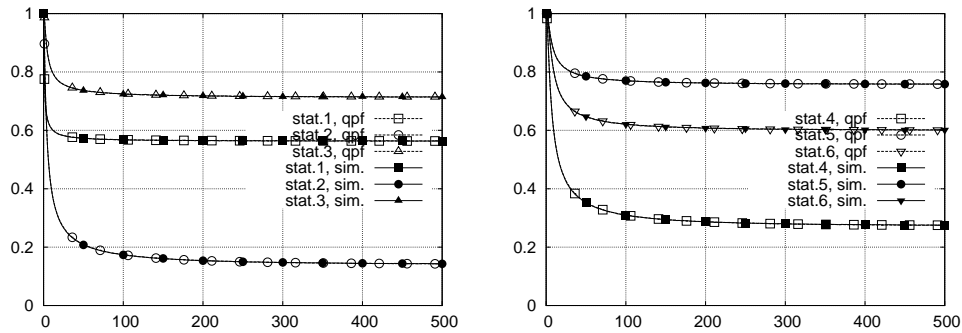 1
0.8
0.6
0.4
0.2
0
0 100 200 300 400 500
stat.1, qpf
stat.2, qpf
stat.3, qpf
stat.1, sim.
stat.2, sim.
stat.3, sim.
1
0.8
0.6
0.4
0.2
0
0 100 200 300 400 500
stat.4, qpf
stat.5, qpf
stat.6, qpf
stat.4, sim.
stat.5, sim.
stat.6, sim.